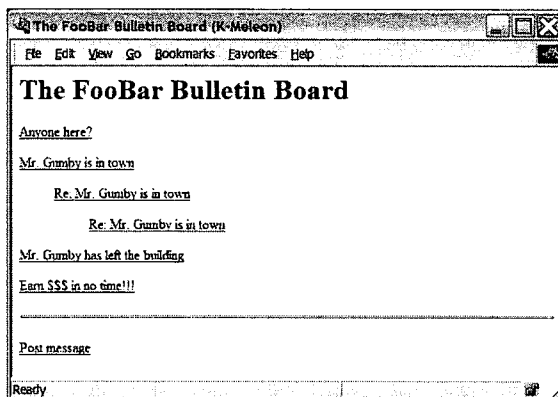 The FooBar Bulletin Board (K-Meleon)
File Edit View Go Bookmarks Favorites Help
The FooBar Bulletin Board
Anyone here?
Mr. Gumby is in town
Re: Mr. Gumby is in town
Re: Mr. Gumby is in town
Mr. Gumby has left the building
Earn $$$ in no time!!!
Post message
Ready